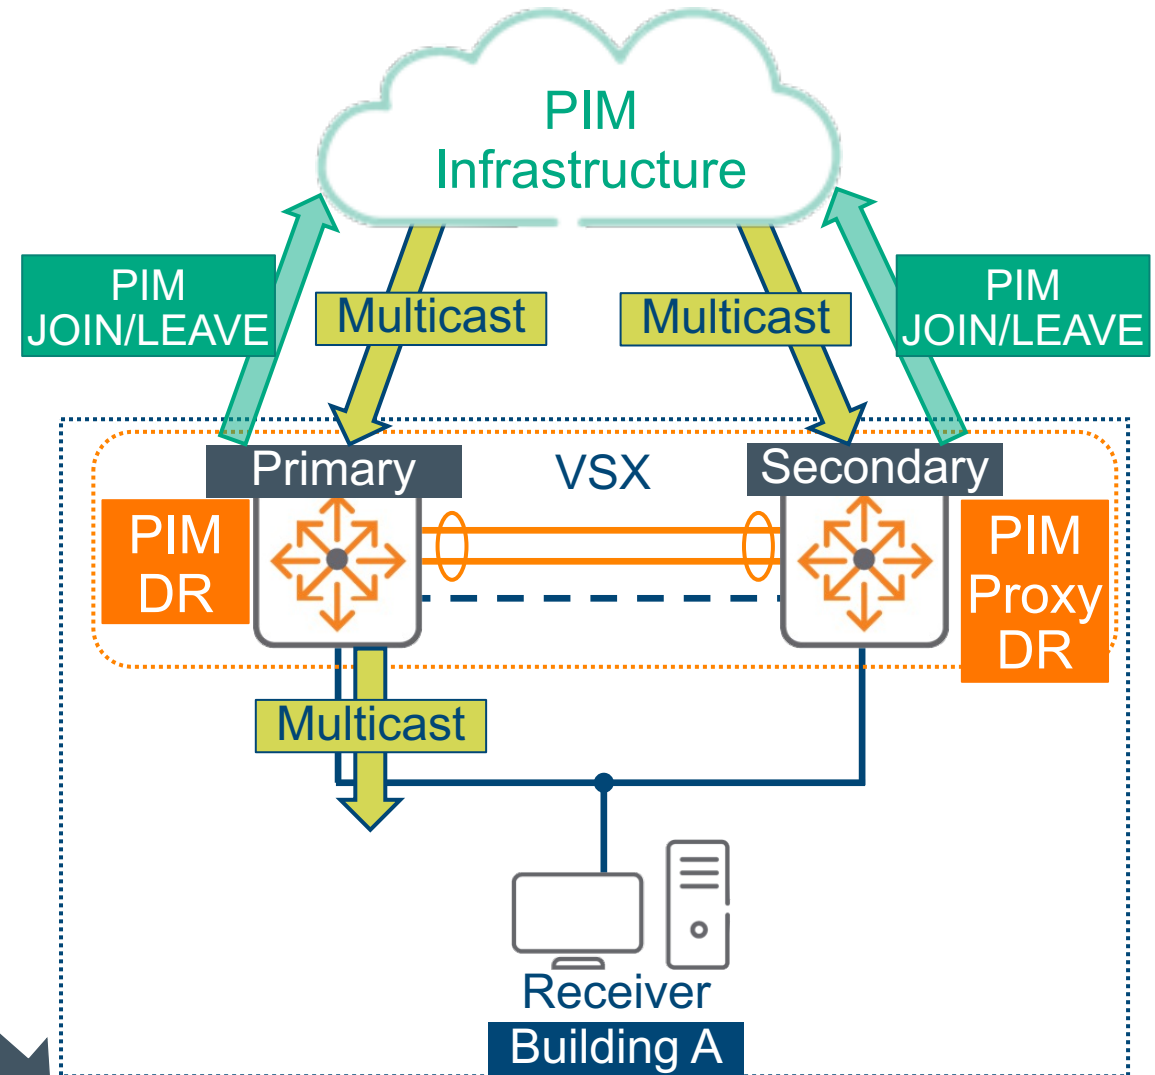 PIM
Infrastructure
PIM
JOIN/LEAVE
Multicast
Multicast
PIM
JOIN/LEAVE
Primary
VSX
Secondary
PIM
DR
PIM
Proxy
DR
Multicast
Receiver
Building A